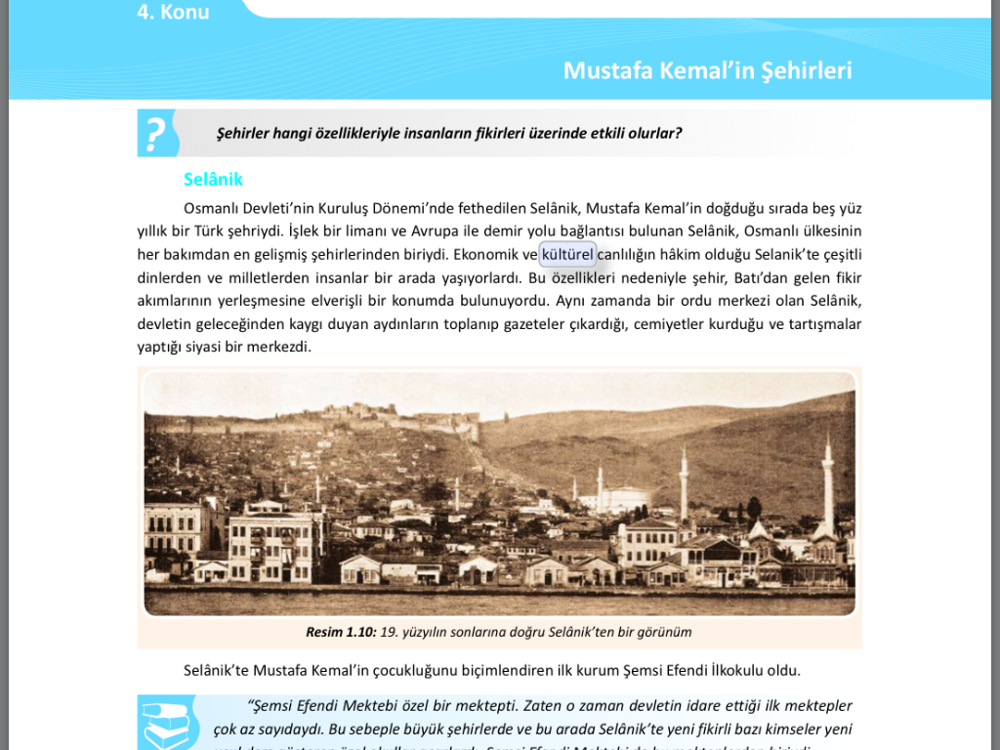 4. Konu
Mustafa Kemal’in Şehirleri
?
Şehirler hangi özellikleriyle insanların fikirleri üzerinde etkili olurlar?
Selânik
Osmanlı Devleti’nin Kuruluş Dönemi’nde fethedilen Selânik, Mustafa Kemal’in doğduğu sırada beş yüz
yıllık bir Türk şehriydi. İşlek bir limanı ve Avrupa ile demir yolu bağlantısı bulunan Selânik, Osmanlı ülkesinin
her bakımdan en gelişmiş şehirlerinden biriydi. Ekonomik ve kültürel canlılığın hâkim olduğu Selanik’te çeşitli
dinlerden ve milletlerden insanlar bir arada yaşıyorlardı. Bu özellikleri nedeniyle şehir, Batı’dan gelen fikir
akımlarının yerleşmesine elverişli bir konumda bulunuyordu. Aynı zamanda bir ordu merkezi olan Selânik,
devletin geleceğinden kaygı duyan aydınların toplanıp gazeteler çıkardığı, cemiyetler kurduğu ve tartışmalar
yaptığı siyasi bir merkezdi.
Resim 1.10: 19. yüzyılın sonlarına doğru Selânik’ten bir görünüm
Selânik’te Mustafa Kemal’in çocukluğunu biçimlendiren ilk kurum Şemsi Efendi İlkokulu oldu.
“Şemsi Efendi Mektebi özel bir mektepti. Zaten o zaman devletin idare ettiği ilk mektepler
çok az sayıdaydı. Bu sebeple büyük şehirlerde ve bu arada Selânik’te yeni fikirli bazı kimseler yeni